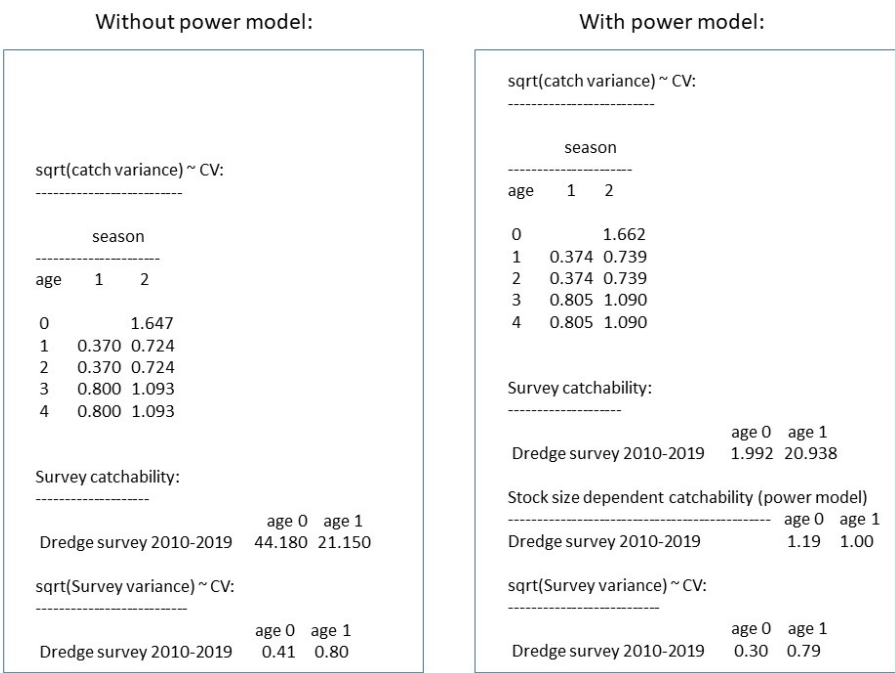 Without power model:
sqrt(catch variance) ~ CV:
--------------------------
season
----------------------
age 1 2
0 1.647
1 0.370 0.724
2 0.370 0.724
3 0.800 1.093
4 0.800 1.093
Survey catchability:
--------------------
age 0 age 1
Dredge survey 2010-2019 44.180 21.150
sqrt(Survey variance) ~ CV:
---------------------------
age 0 age 1
Dredge survey 2010-2019 0.41 0.80
With power model:
sqrt(catch variance) ~ CV:
--------------------------
season
----------------------
age 1 2
0 1.662
1 0.374 0.739
2 0.374 0.739
3 0.805 1.090
4 0.805 1.090
Survey catchability:
--------------------
age 0 age 1
Dredge survey 2010-2019 1.992 20.938
Stock size dependent catchability (power model)
----------------------------------------------- age 0 age 1
Dredge survey 2010-2019 1.19 1.00
sqrt(Survey variance) ~ CV:
---------------------------
age 0 age 1
Dredge survey 2010-2019 0.30 0.79